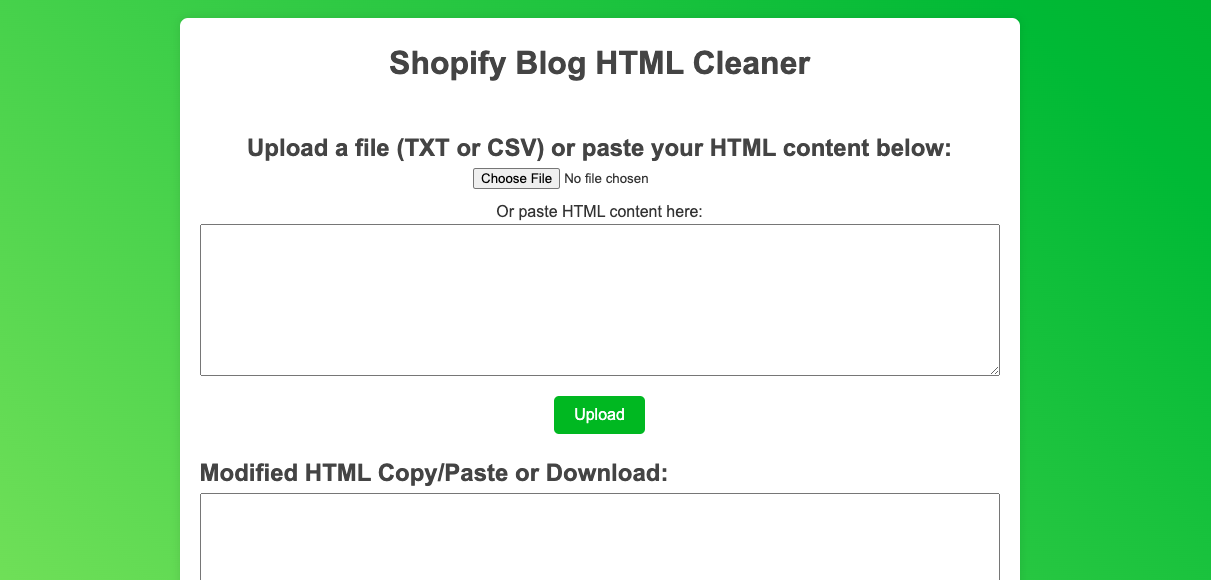 Shopify Blog HTML Cleaner
Upload a file (TXT or CSV) or paste your HTML content below:
Choose File No file chosen
Or paste HTML content here:
Upload
Modified HTML Copy/Paste or Download: